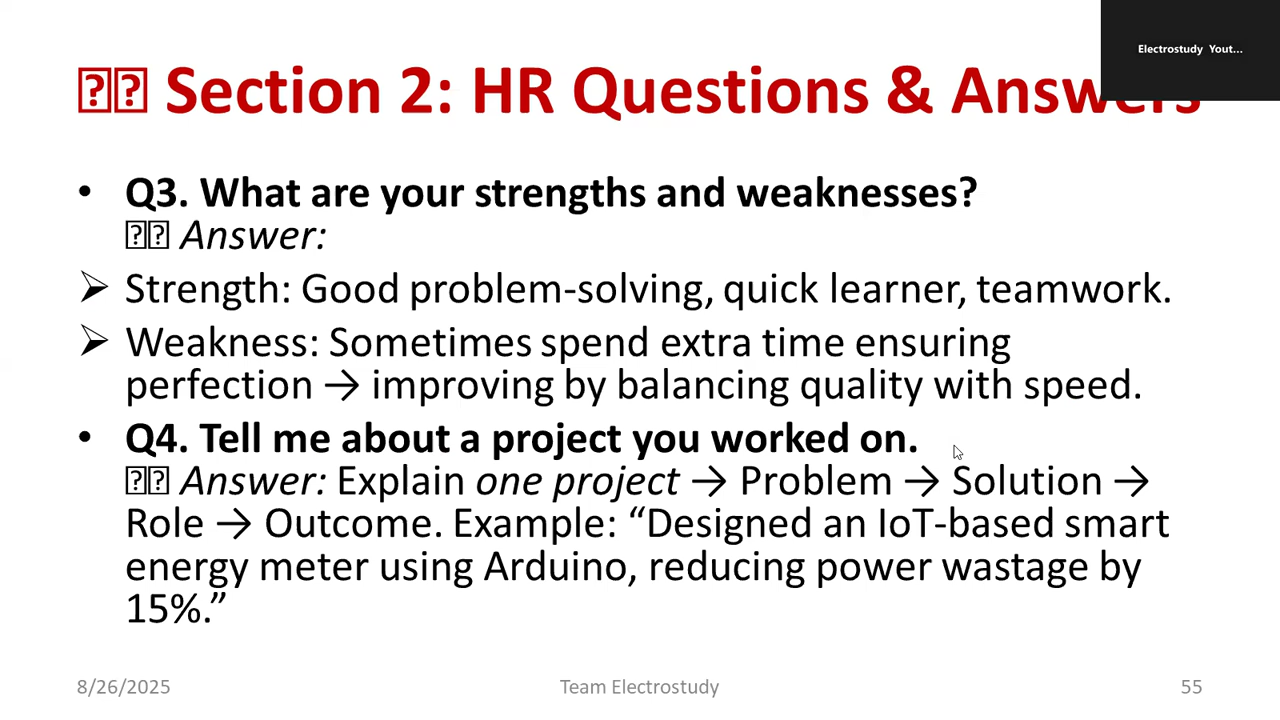 Electrostudy Yout...
Section 2: HR Questions & Answers
• Q3. What are your strengths and weaknesses?
Answer:
➢ Strength: Good problem-solving, quick learner, teamwork.
➢ Weakness: Sometimes spend extra time ensuring
perfection → improving by balancing quality with speed.
• Q4. Tell me about a project you worked on.
Answer: Explain one project → Problem → Solution →
Role → Outcome. Example: “Designed an IoT-based smart
energy meter using Arduino, reducing power wastage by
15%.”
8/26/2025
Team Electrostudy
55